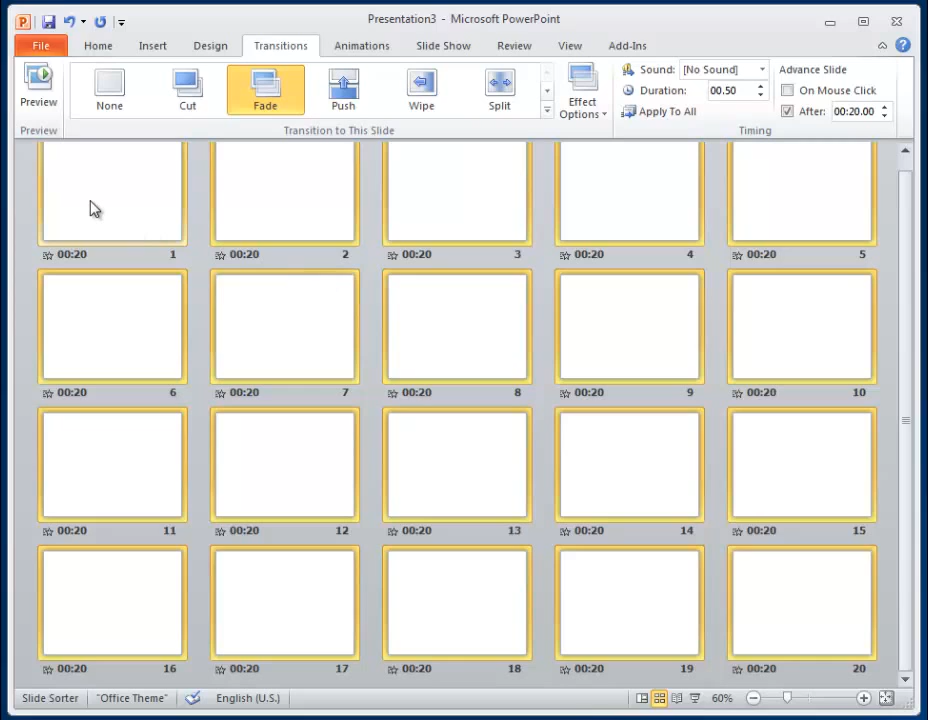 Presentation3 - Microsoft PowerPoint
File Home Insert Design Transitions Animations Slide Show Review View Add-Ins
Preview
None Cut Fade Push Wipe Split
Effect
Options
Sound: [No Sound]
Duration: 00.50
Apply To All
Advance Slide
On Mouse Click
After: 00:20.00
Preview Transition to This Slide Timing
00:20 1 00:20 2 00:20 3 00:20 4 00:20 5
00:20 6 00:20 7 00:20 8 00:20 9 00:20 10
00:20 11 00:20 12 00:20 13 00:20 14 00:20 15
00:20 16 00:20 17 00:20 18 00:20 19 00:20 20
Slide Sorter "Office Theme" English (U.S.) 60%